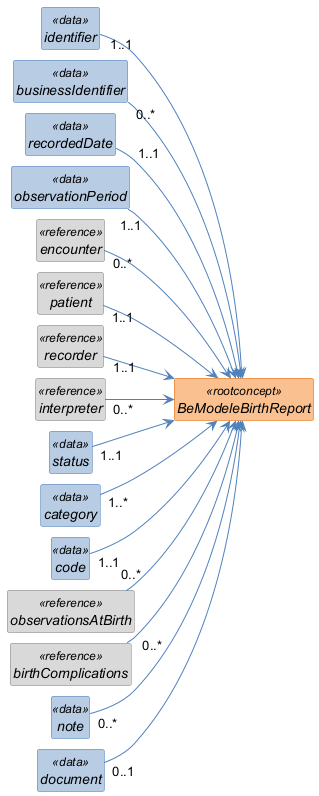 «data»
identifier
1..1
«data»
businessIdentifier
0..*
«data»
recordedDate
1..1
«data»
observationPeriod
1..1
«reference»
encounter
0..*
«reference»
patient
1..1
«reference»
recorder
1..1
«reference»
interpreter
0..*
«rootconcept»
BeModeleBirthReport
«data»
status
1..1
«data»
category
1..*
«data»
code
1..1
«reference»
observationsAtBirth
0..*
«reference»
birthComplications
0..*
«data»
note
0..*
«data»
document
0..1